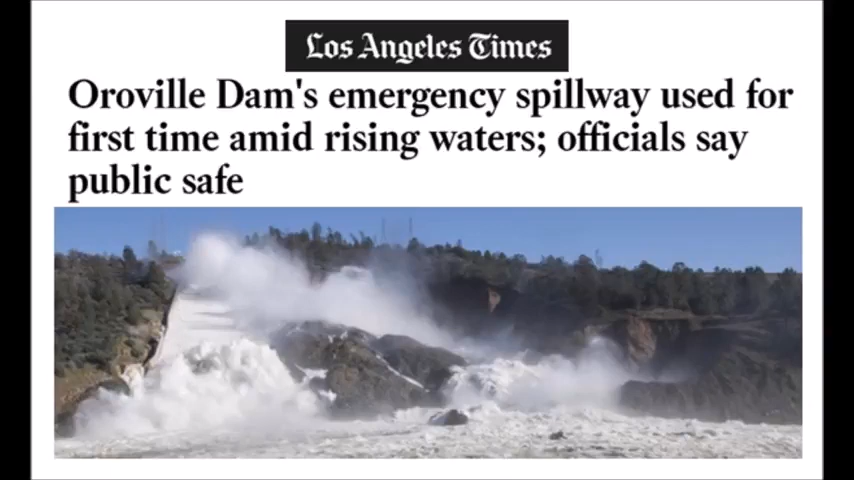 Los Angeles Times
Oroville Dam's emergency spillway used for
first time amid rising waters; officials say
public safe